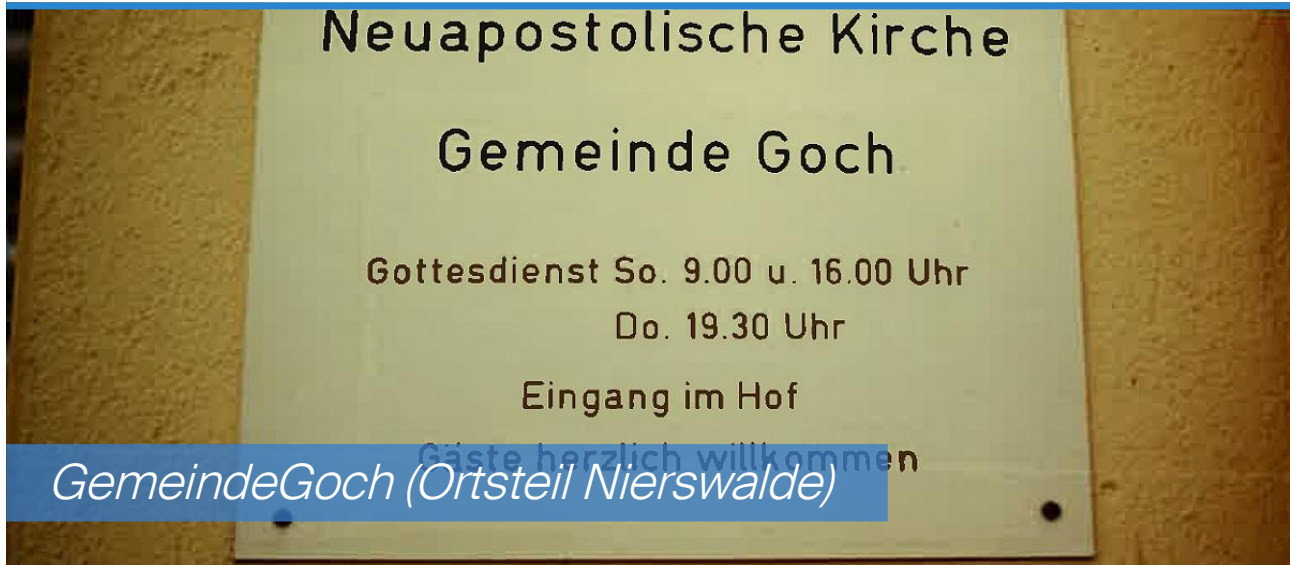 Neuapostolische Kirche
Gemeinde Goch
Gottesdienst So. 9.00 u. 16.00 Uhr
Do. 19.30 Uhr
Eingang im Hof
Gäste herzlich willkommen
GemeindeGoch (Ortsteil Nierswalde)